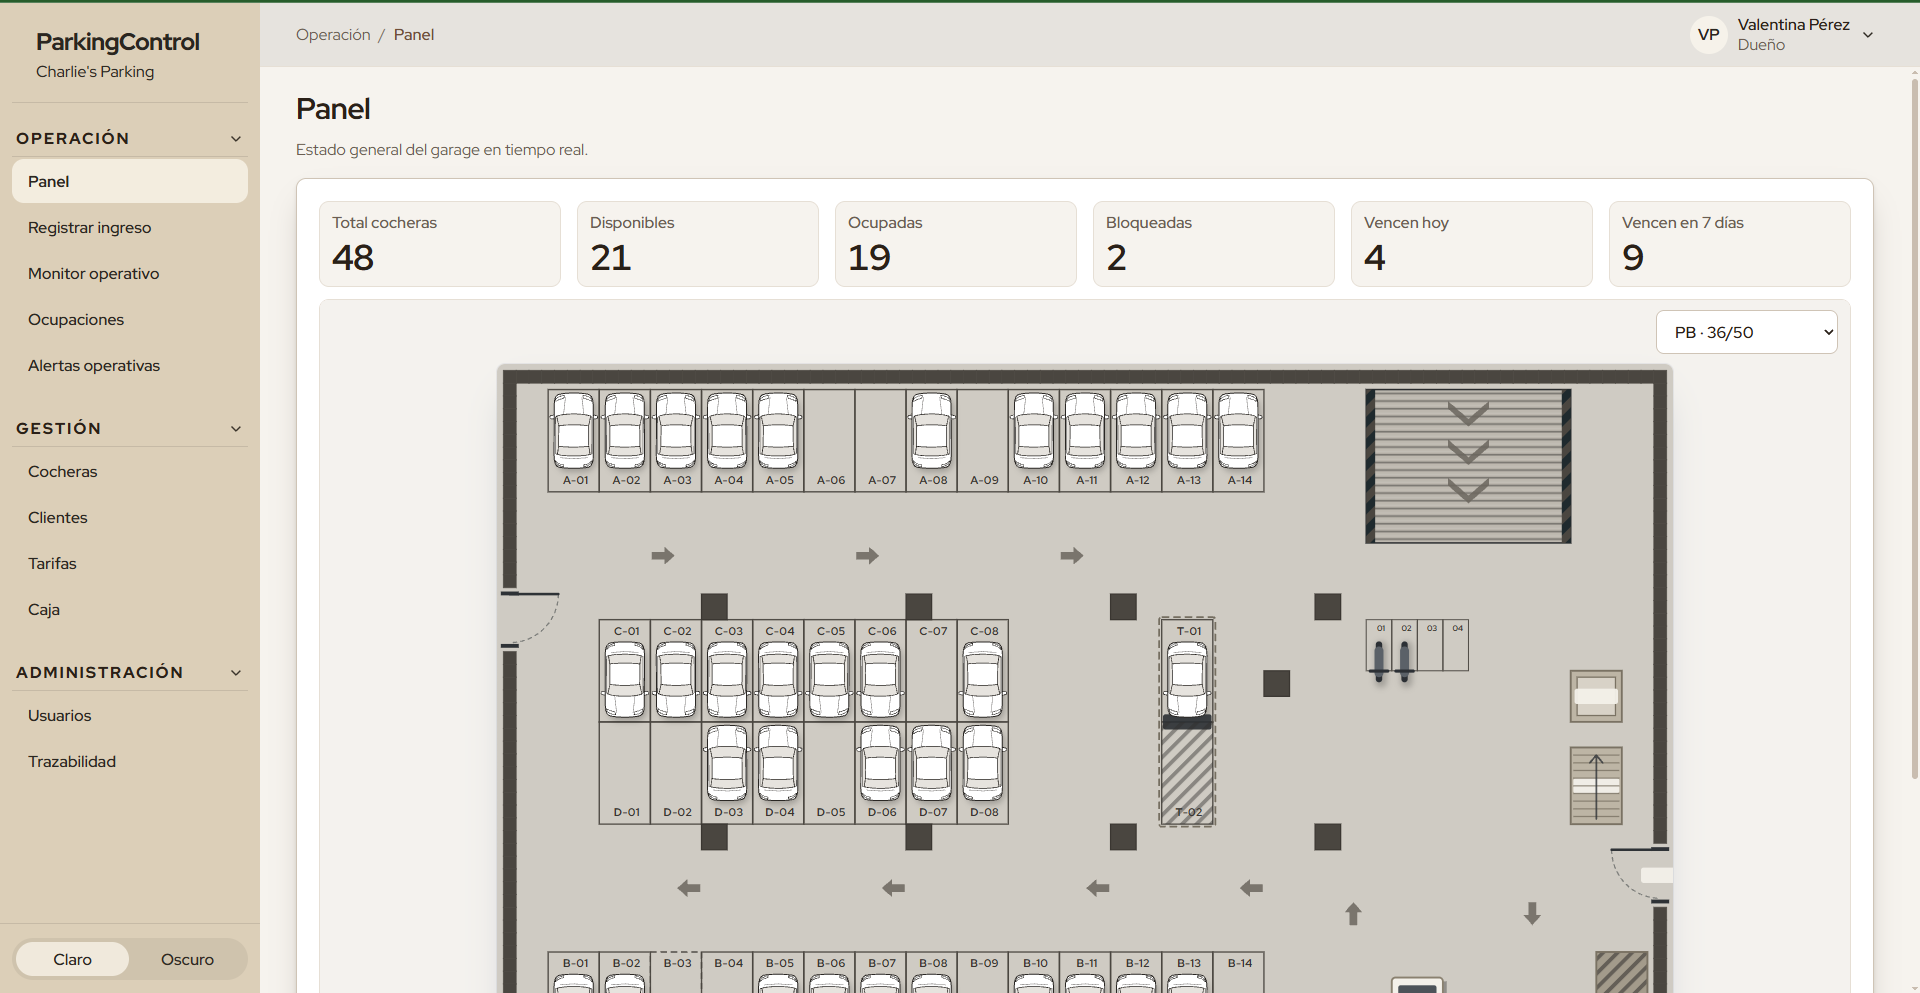 ParkingControl
Charlie's Parking
OPERACIÓN
Panel
Registrar ingreso
Monitor operativo
Ocupaciones
Alertas operativas
GESTIÓN
Cocheras
Clientes
Tarifas
Caja
ADMINISTRACIÓN
Usuarios
Trazabilidad
Claro
Oscuro
Operación / Panel
VP
Valentina Pérez
Dueño
Panel
Estado general del garage en tiempo real.
Total cocheras
48
Disponibles
21
Ocupadas
19
Bloqueadas
2
Vencen hoy
4
Vencen en 7 días
9
PB · 36/50
A-01 A-02 A-03 A-04 A-05 A-06 A-07 A-08 A-09 A-10 A-11 A-12 A-13 A-14
C-01 C-02 C-03 C-04 C-05 C-06 C-07 C-08
T-01
01 02 03 04
D-01 D-02 D-03 D-04 D-05 D-06 D-07 D-08
T-02
B-01 B-02 B-03 B-04 B-05 B-06 B-07 B-08 B-09 B-10 B-11 B-12 B-13 B-14